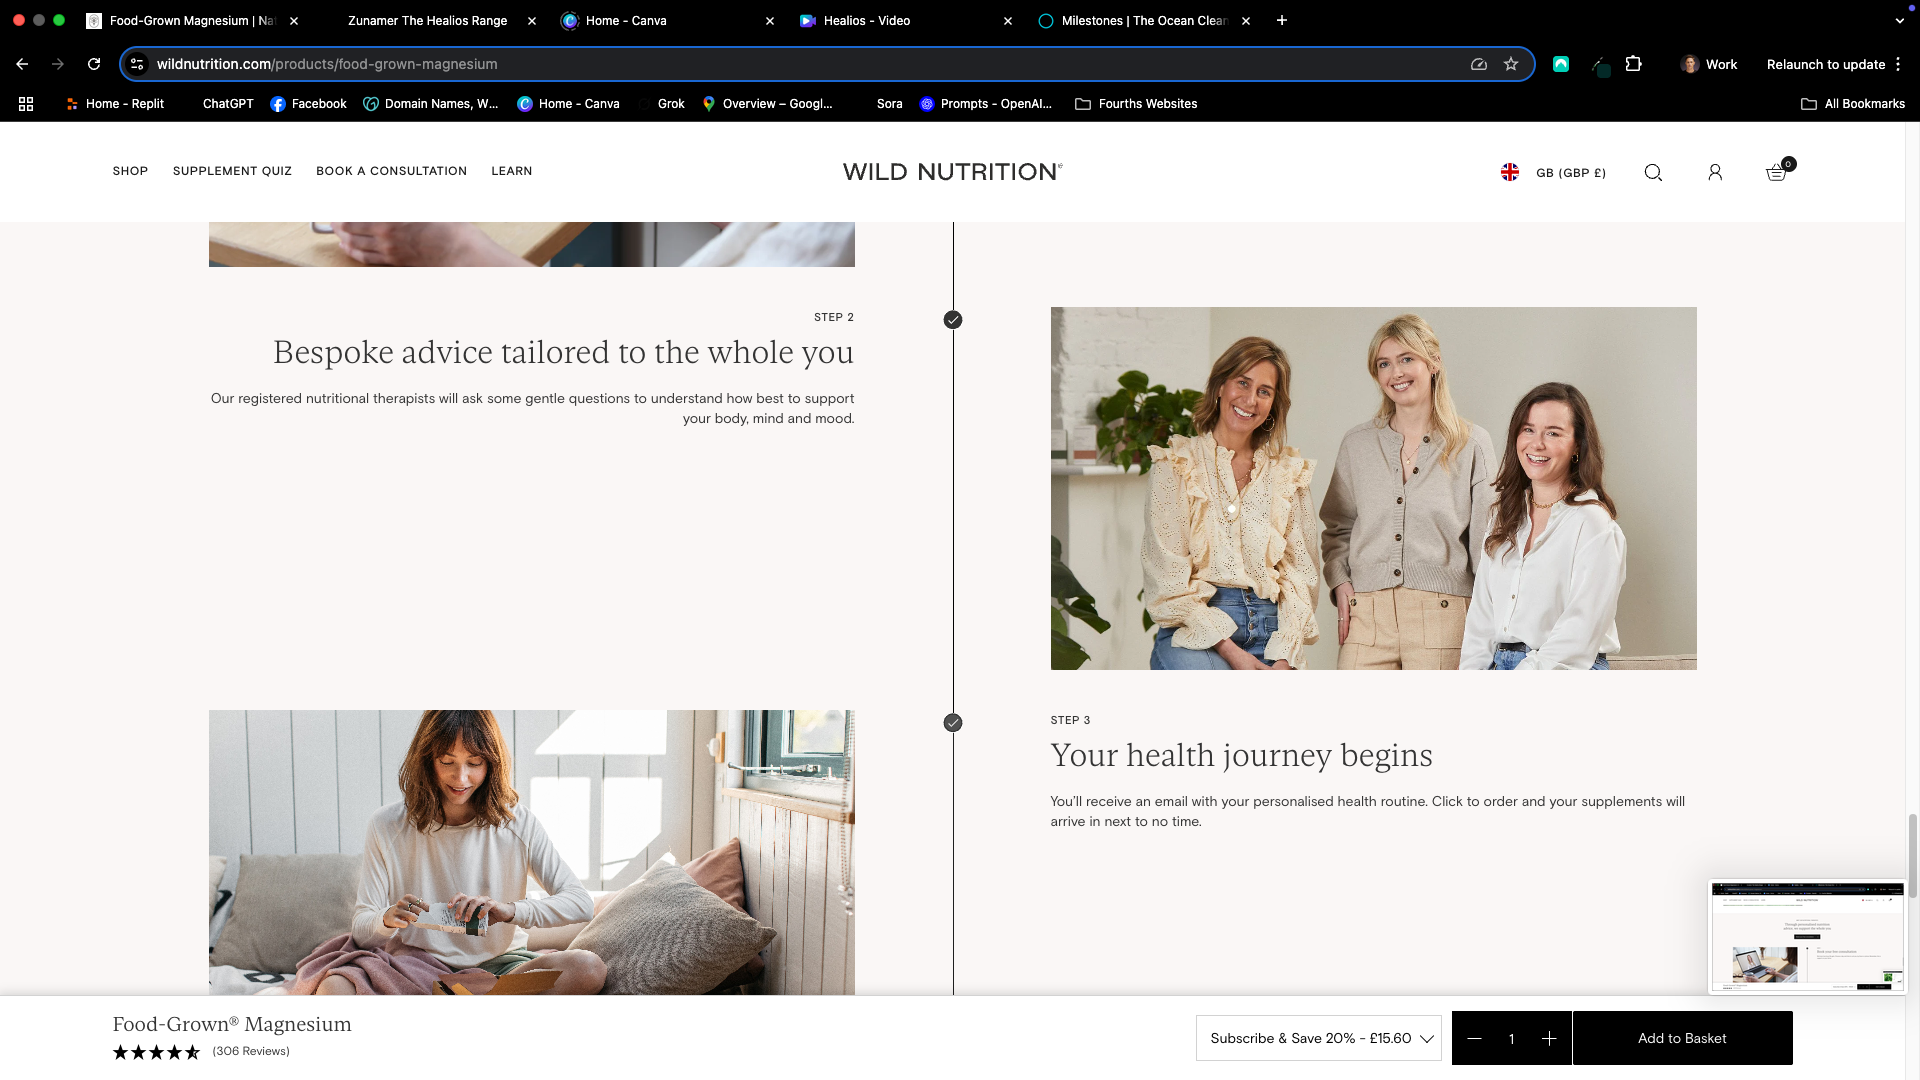 Food-Grown Magnesium | Na
Zunamer The Healios Range
Home - Canva
Healios - Video
Milestones | The Ocean Clean
wildnutrition.com/products/food-grown-magnesium
Work
Relaunch to update
Home - Replit
ChatGPT
Facebook
Domain Names, W...
Home - Canva
Grok
Overview – Googl...
Sora
Prompts - OpenAI...
Fourths Websites
All Bookmarks
SHOP
SUPPLEMENT QUIZ
BOOK A CONSULTATION
LEARN
WILD NUTRITION
GB (GBP £)
0
STEP 2
Bespoke advice tailored to the whole you
Our registered nutritional therapists will ask some gentle questions to understand how best to support
your body, mind and mood.
STEP 3
Your health journey begins
You'll receive an email with your personalised health routine. Click to order and your supplements will
arrive in next to no time.
Food-Grown® Magnesium
(306 Reviews)
Subscribe & Save 20% - £15.60
1
Add to Basket